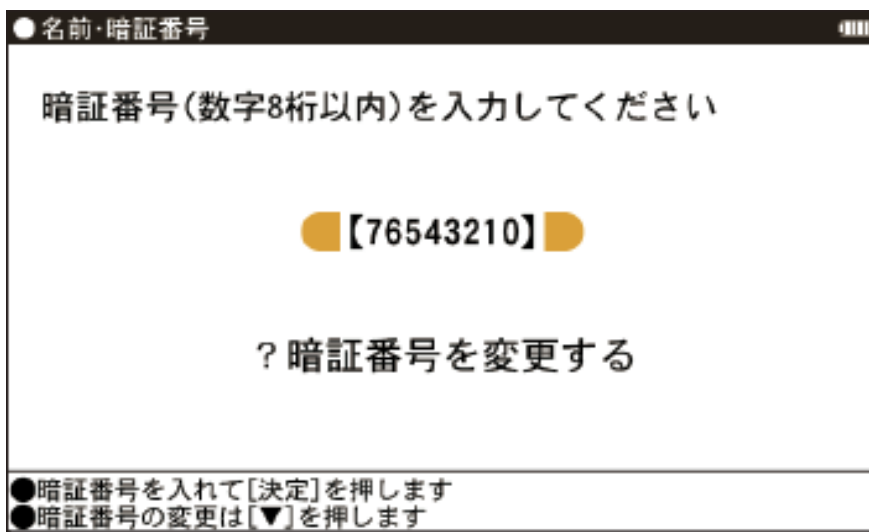 ●名前·暗証番号
暗証番号(数字8桁以内)を入力してください
【76543210】
?暗証番号を変更する
●暗証番号を入れて[決定]を押します
●暗証番号の変更は[▼]を押します